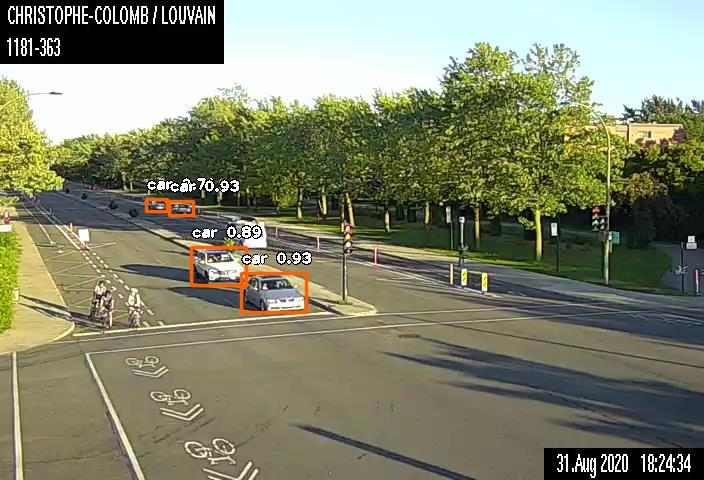 CHRISTOPHE-COLOMB / LOUVAIN
1181-363
car 0.93
car 0.89
car 0.93
31.Aug 2020 18:24:34